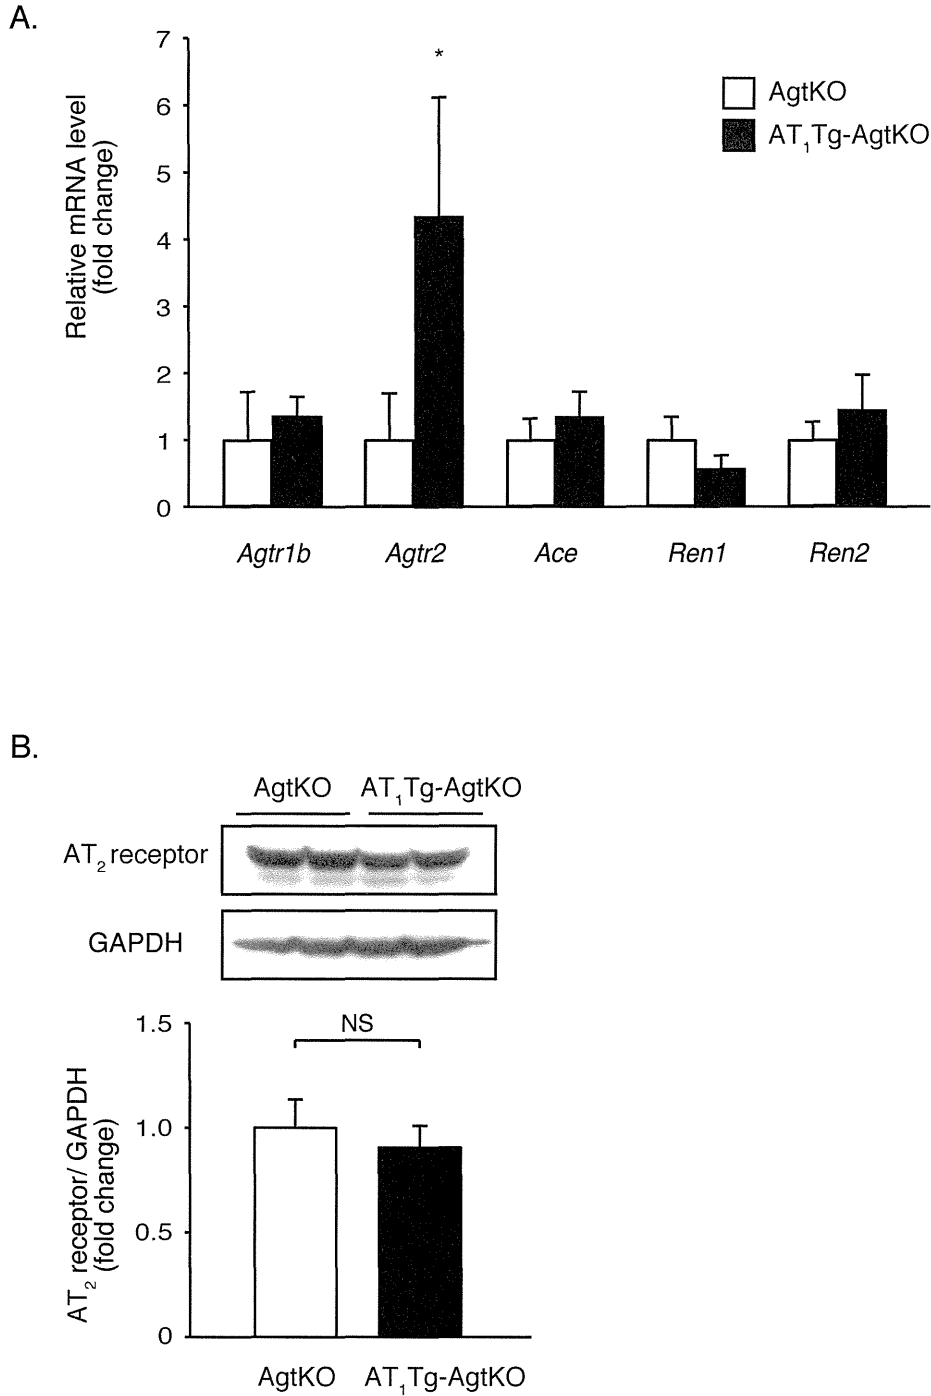 A.
Relative mRNA level
(fold change)
7
6
5
4
3
2
1
0
*
AgtKO
AT1Tg-AgtKO
Agtr1b Agtr2 Ace Ren1 Ren2
B.
AgtKO AT1Tg-AgtKO
AT2 receptor
GAPDH
AT2 receptor/ GAPDH
(fold change)
1.5
1.0
0.5
0
NS
AgtKO AT1Tg-AgtKO